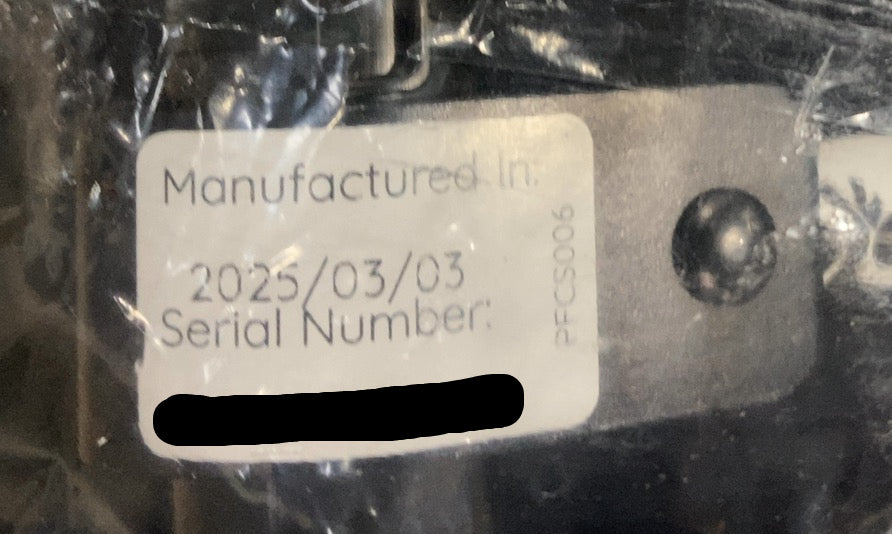 Manufactured In:
2025/03/03
Serial Number:
PFCS006